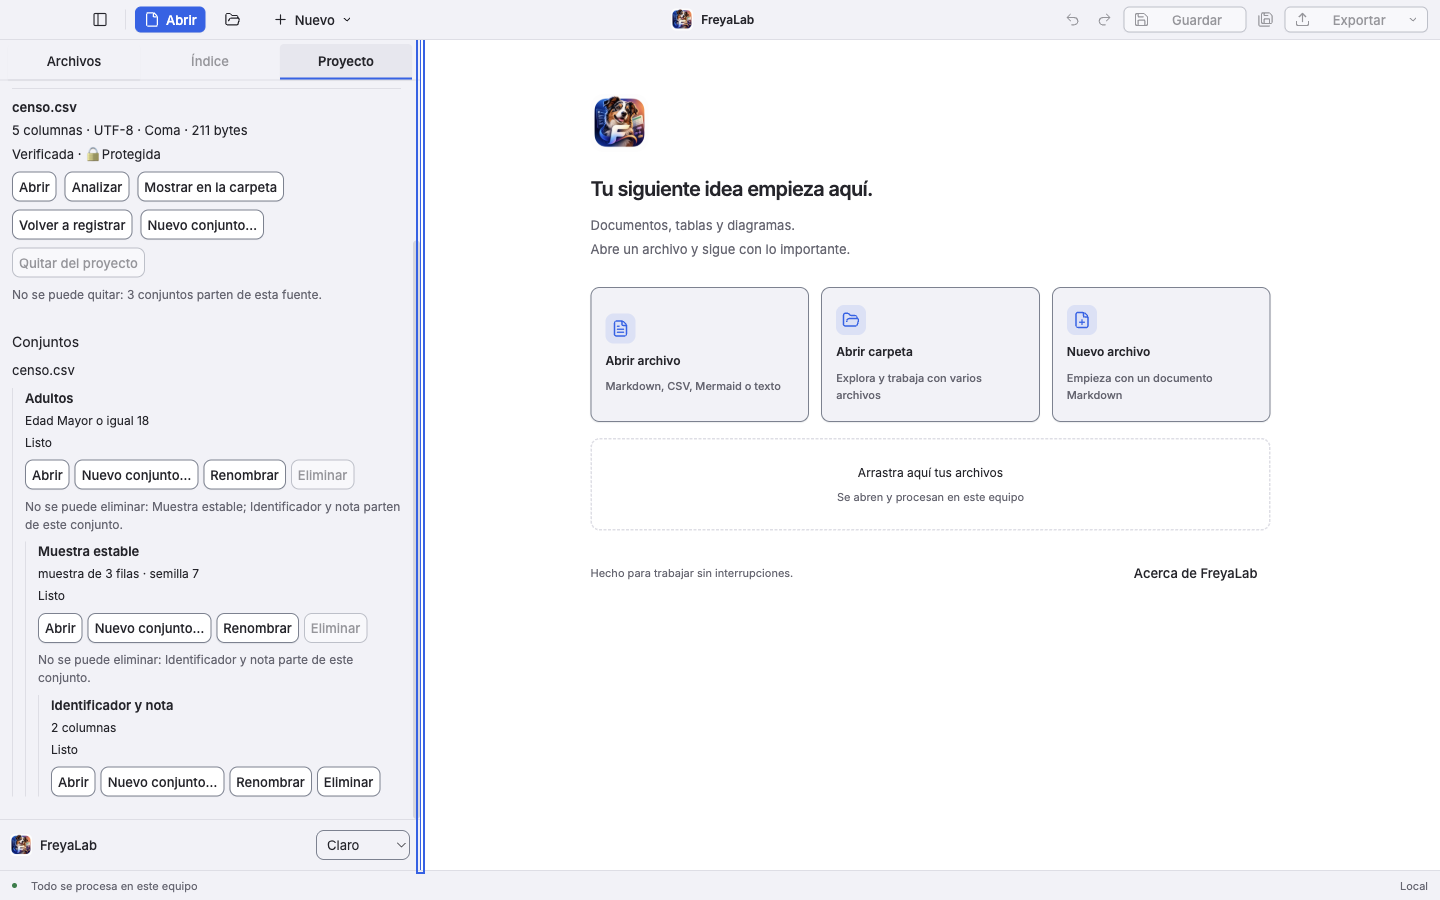 Abrir
Nuevo
FreyaLab
Guardar
Exportar
Archivos
Índice
Proyecto
censo.csv
5 columnas · UTF-8 · Coma · 211 bytes
Verificada · 🔒Protegida
Abrir
Analizar
Mostrar en la carpeta
Volver a registrar
Nuevo conjunto...
Quitar del proyecto
No se puede quitar: 3 conjuntos parten de esta fuente.
Conjuntos
censo.csv
Adultos
Edad Mayor o igual 18
Listo
Abrir
Nuevo conjunto...
Renombrar
Eliminar
No se puede eliminar: Muestra estable; Identificador y nota parten
de este conjunto.
Muestra estable
muestra de 3 filas · semilla 7
Listo
Abrir
Nuevo conjunto...
Renombrar
Eliminar
No se puede eliminar: Identificador y nota parte de este
conjunto.
Identificador y nota
2 columnas
Listo
Abrir
Nuevo conjunto...
Renombrar
Eliminar
FreyaLab
Claro
Tu siguiente idea empieza aquí.
Documentos, tablas y diagramas.
Abre un archivo y sigue con lo importante.
Abrir archivo
Markdown, CSV, Mermaid o texto
Abrir carpeta
Explora y trabaja con varios
archivos
Nuevo archivo
Empieza con un documento
Markdown
Arrastra aquí tus archivos
Se abren y procesan en este equipo
Hecho para trabajar sin interrupciones.
Acerca de FreyaLab
Todo se procesa en este equipo
Local